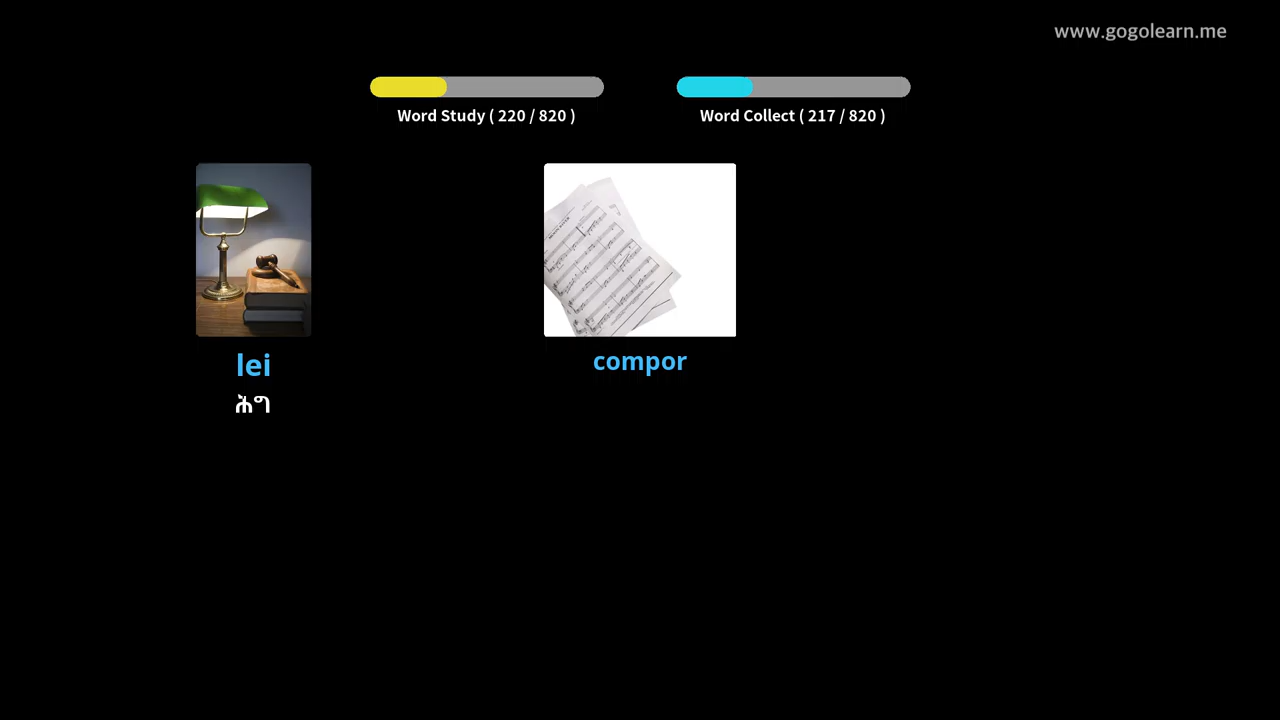 www.gogolearn.me
Word Study ( 220 / 820 )
Word Collect ( 217 / 820 )
lei
ሕግ
compor